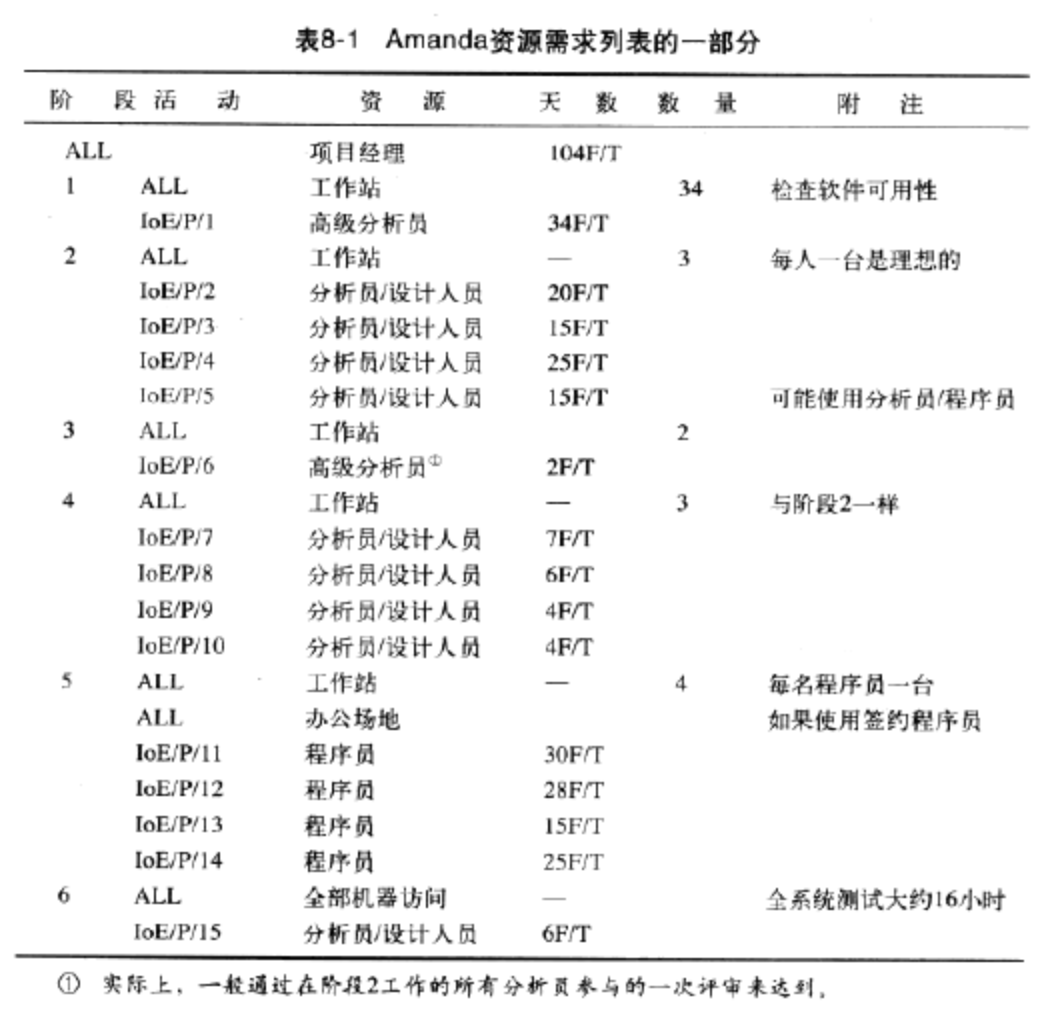 表8-1 Amanda资源需求列表的一部分
阶 段 活 动 资 源 天 数 数 量 附 注
ALL 项目经理 104F/T
1 ALL 工作站 34 检查软件可用性
IoE/P/1 高级分析员 34F/T
2 ALL 工作站 — 3 每人一台是理想的
IoE/P/2 分析员/设计人员 20F/T
IoE/P/3 分析员/设计人员 15F/T
IoE/P/4 分析员/设计人员 25F/T
IoE/P/5 分析员/设计人员 15F/T 可能使用分析员/程序员
3 ALL 工作站 2
IoE/P/6 高级分析员① 2F/T
4 ALL 工作站 — 3 与阶段2一样
IoE/P/7 分析员/设计人员 7F/T
IoE/P/8 分析员/设计人员 6F/T
IoE/P/9 分析员/设计人员 4F/T
IoE/P/10 分析员/设计人员 4F/T
5 ALL 工作站 — 4 每名程序员一台
ALL 办公场地 如果使用签约程序员
IoE/P/11 程序员 30F/T
IoE/P/12 程序员 28F/T
IoE/P/13 程序员 15F/T
IoE/P/14 程序员 25F/T
6 ALL 全部机器访问 — 全系统测试大约16小时
IoE/P/15 分析员/设计人员 6F/T
① 实际上，一般通过在阶段2工作的所有分析员参与的一次评审来达到。